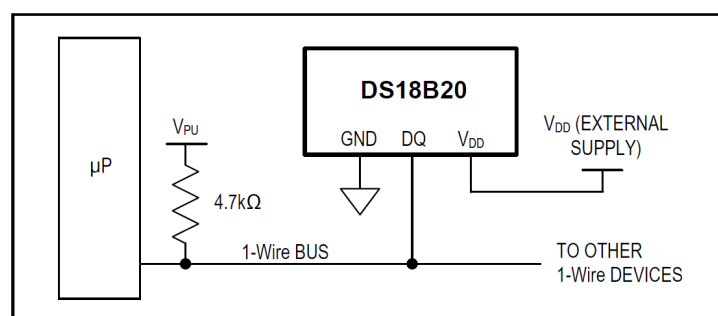 DS18B20
GND DQ VDD
VDD (EXTERNAL
SUPPLY)
µP
VPU
4.7kΩ
1-Wire BUS
TO OTHER
1-Wire DEVICES